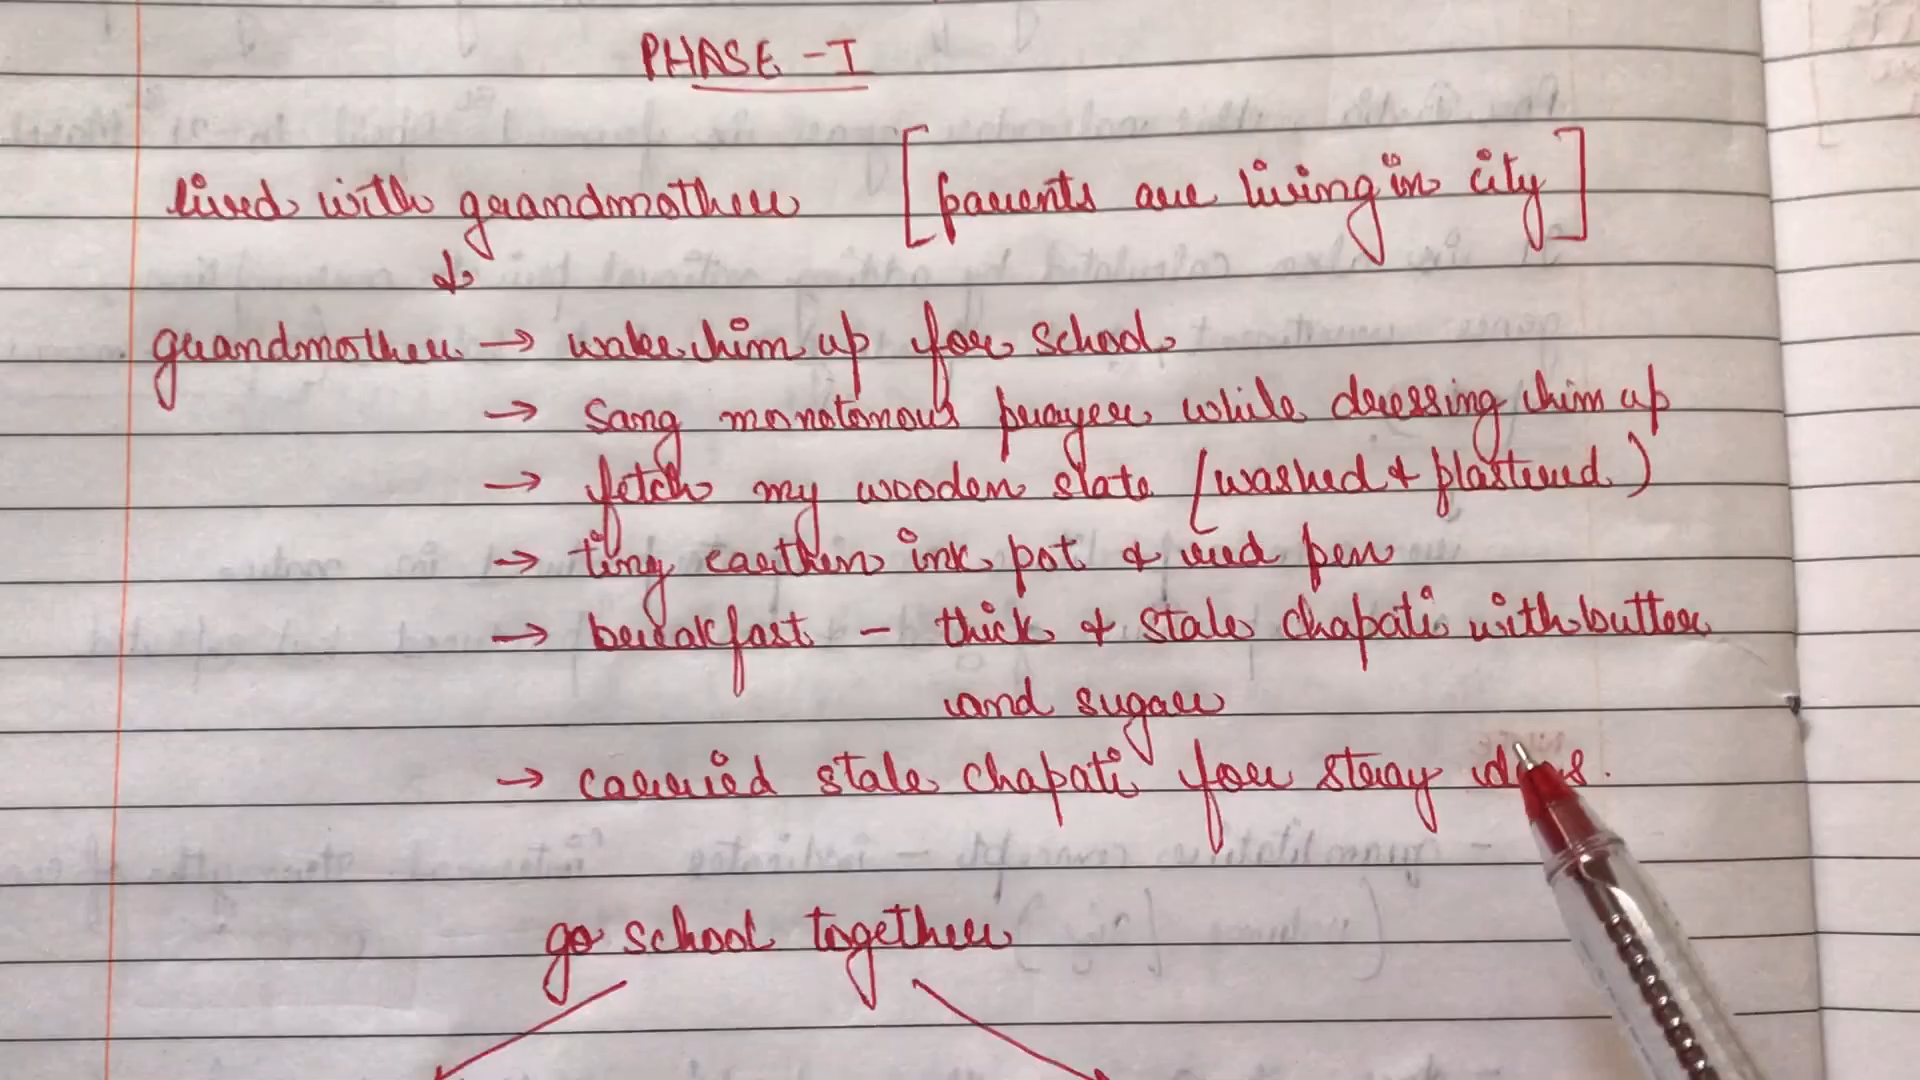 PHASE - I
lived with grandmother [parents are living in city]
↓
grandmother → wake him up for school
→ sang monotonous prayer while dressing him up
→ fetch my wooden slate (washed & plastered)
→ tiny earthen ink pot & red pen
→ breakfast - thick & stale chapati with butter
and sugar
→ carried stale chapati for stray
go school together